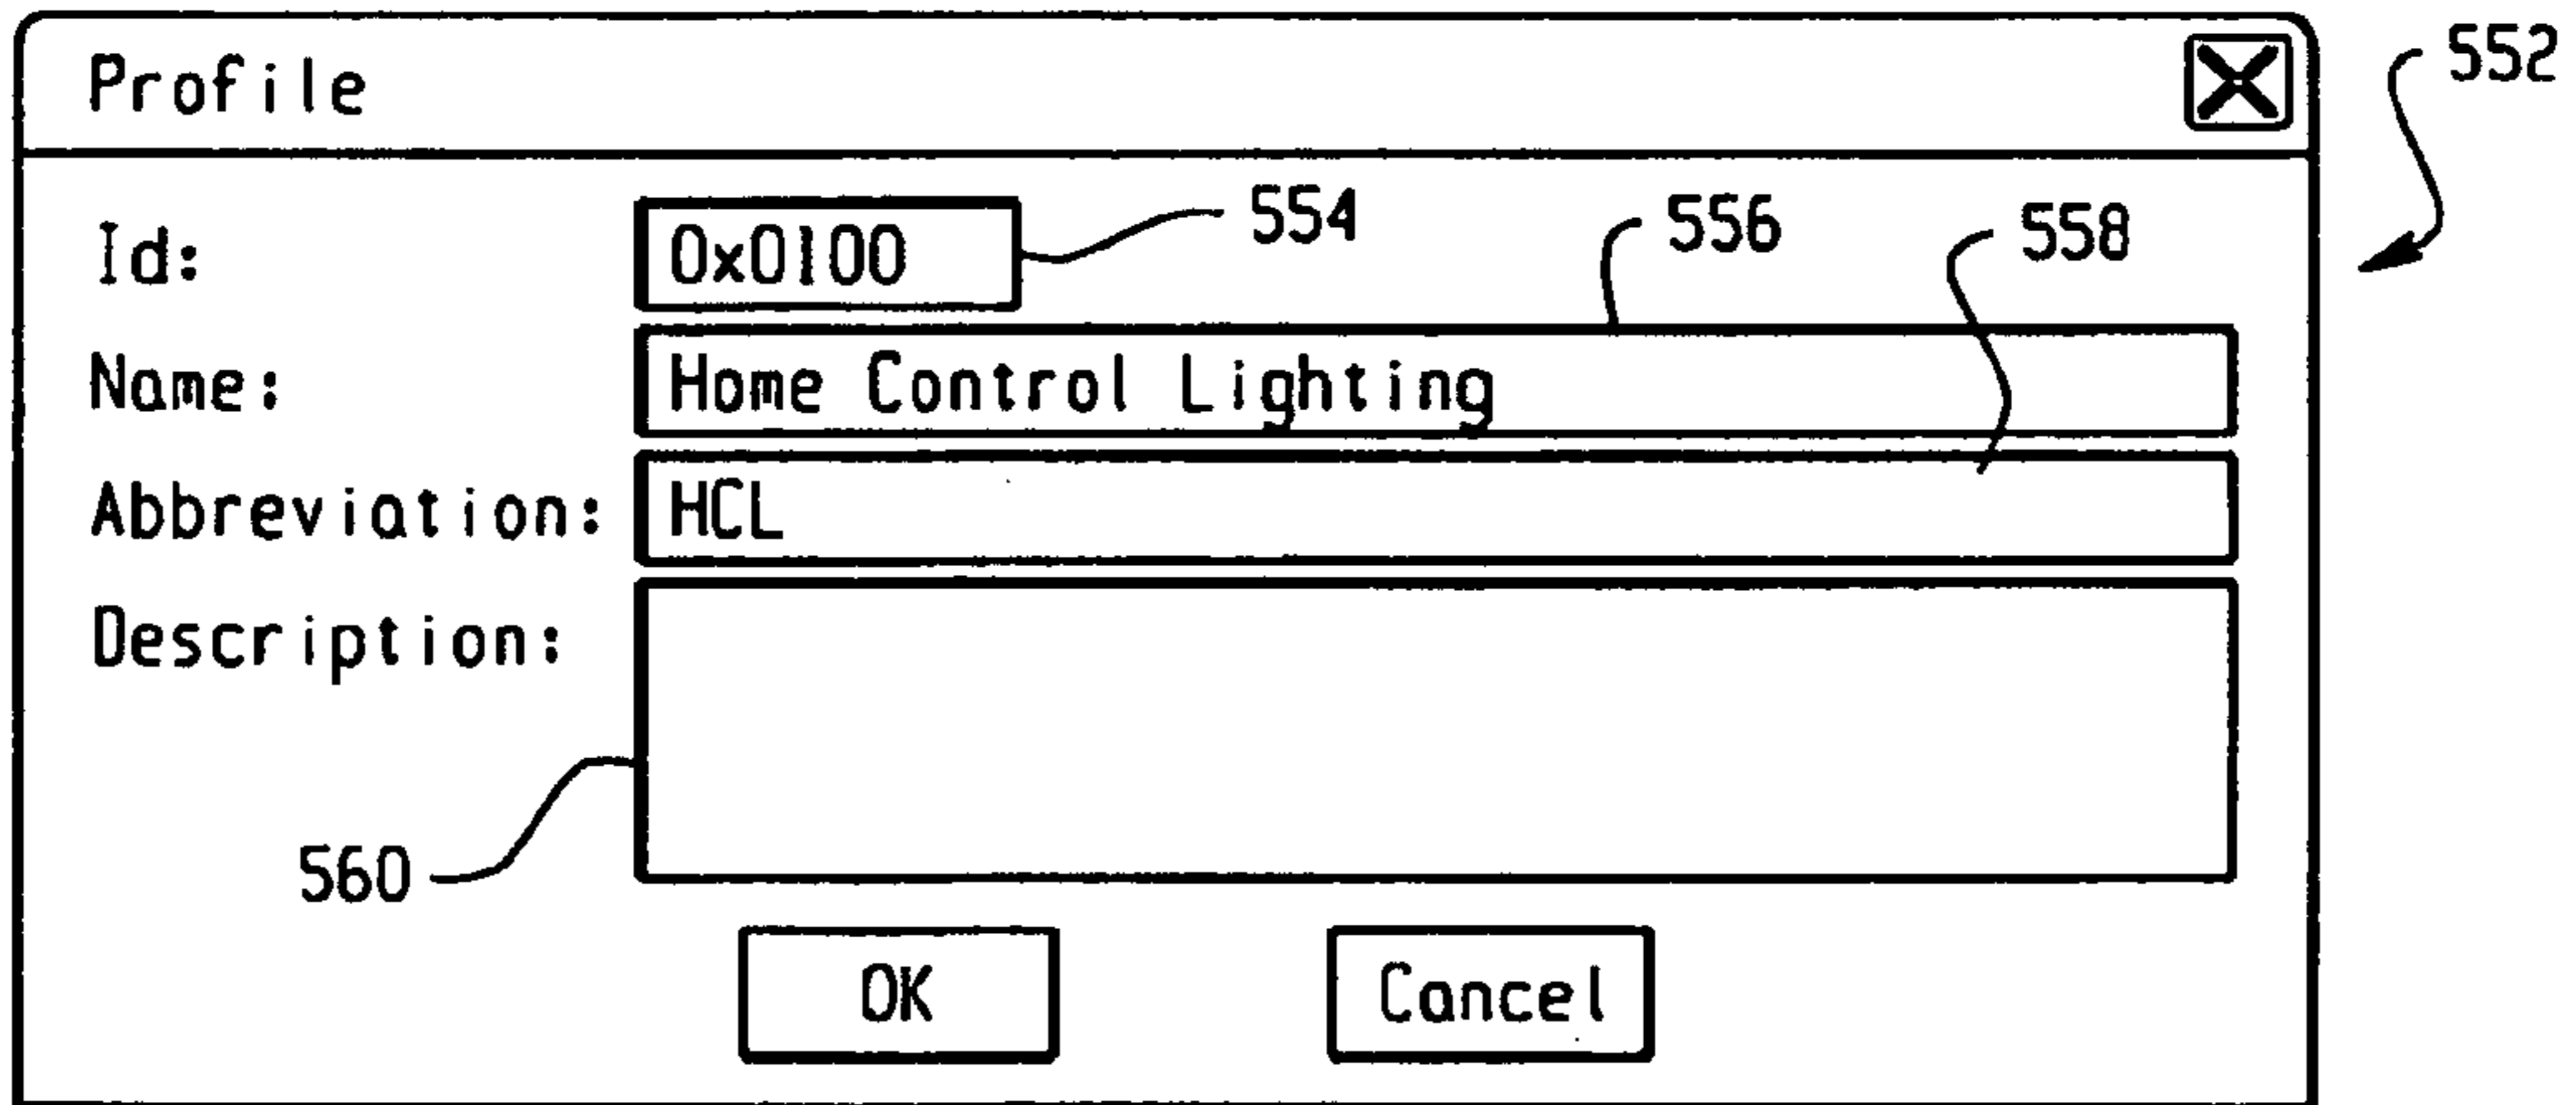 Profile
552
Id: 0x0100 554 556 558
Name: Home Control Lighting
Abbreviation: HCL
Description:
560
OK Cancel